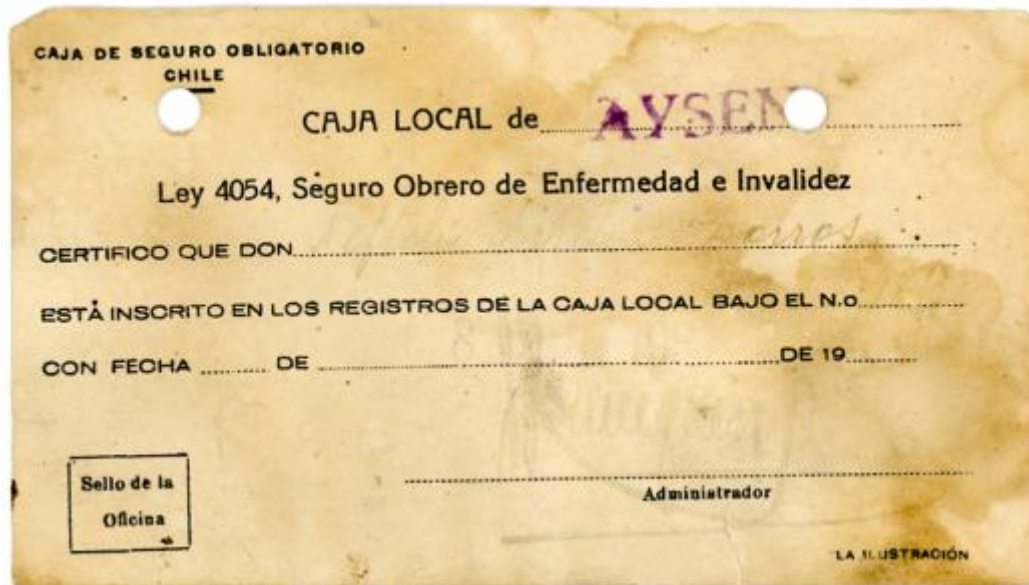 CAJA DE SEGURO OBLIGATORIO
CHILE
CAJA LOCAL de AYSEN
Ley 4054, Seguro Obrero de Enfermedad e Invalidez
CERTIFICO QUE DON
ESTÁ INSCRITO EN LOS REGISTROS DE LA CAJA LOCAL BAJO EL N.o
CON FECHA DE DE 19
Sello de la
Oficina
Administrador
LA ILUSTRACIÓN